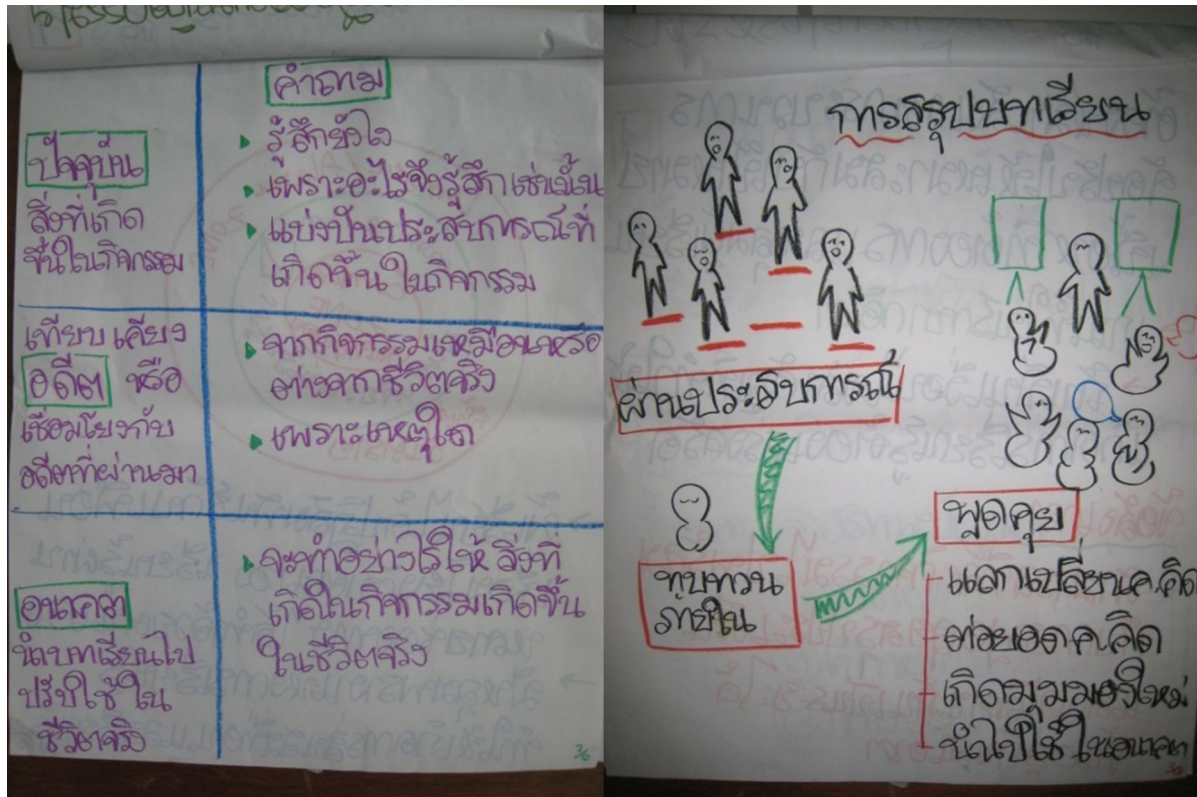 คำถาม
ปัจจุบัน
สิ่งที่เกิด
ขึ้นในกิจกรรม
รู้สึกยังไง
เพราะอะไรจึงรู้สึกเช่นนั้น
แบ่งปันประสบการณ์ที่
เกิดขึ้นในกิจกรรม
เทียบเคียง
อดีต หรือ
เชื่อมโยงกับ
อดีตที่ผ่านมา
จากกิจกรรมเหมือนหรือ
ต่างจากชีวิตจริง
เพราะเหตุใด
อนาคต
นำบทเรียนไป
ปรับใช้ใน
ชีวิตจริง
จะทำอย่างไรให้ สิ่งที่
เกิดในกิจกรรมเกิดขึ้น
ในชีวิตจริง
36
การสรุปบทเรียน
ผ่านประสบการณ์
ทบทวน
ภายใน
พูดคุย
แลกเปลี่ยนค.คิด
ต่อยอดค.คิด
เกิดมุมมองใหม่
นำไปใช้ในอนาคต
36